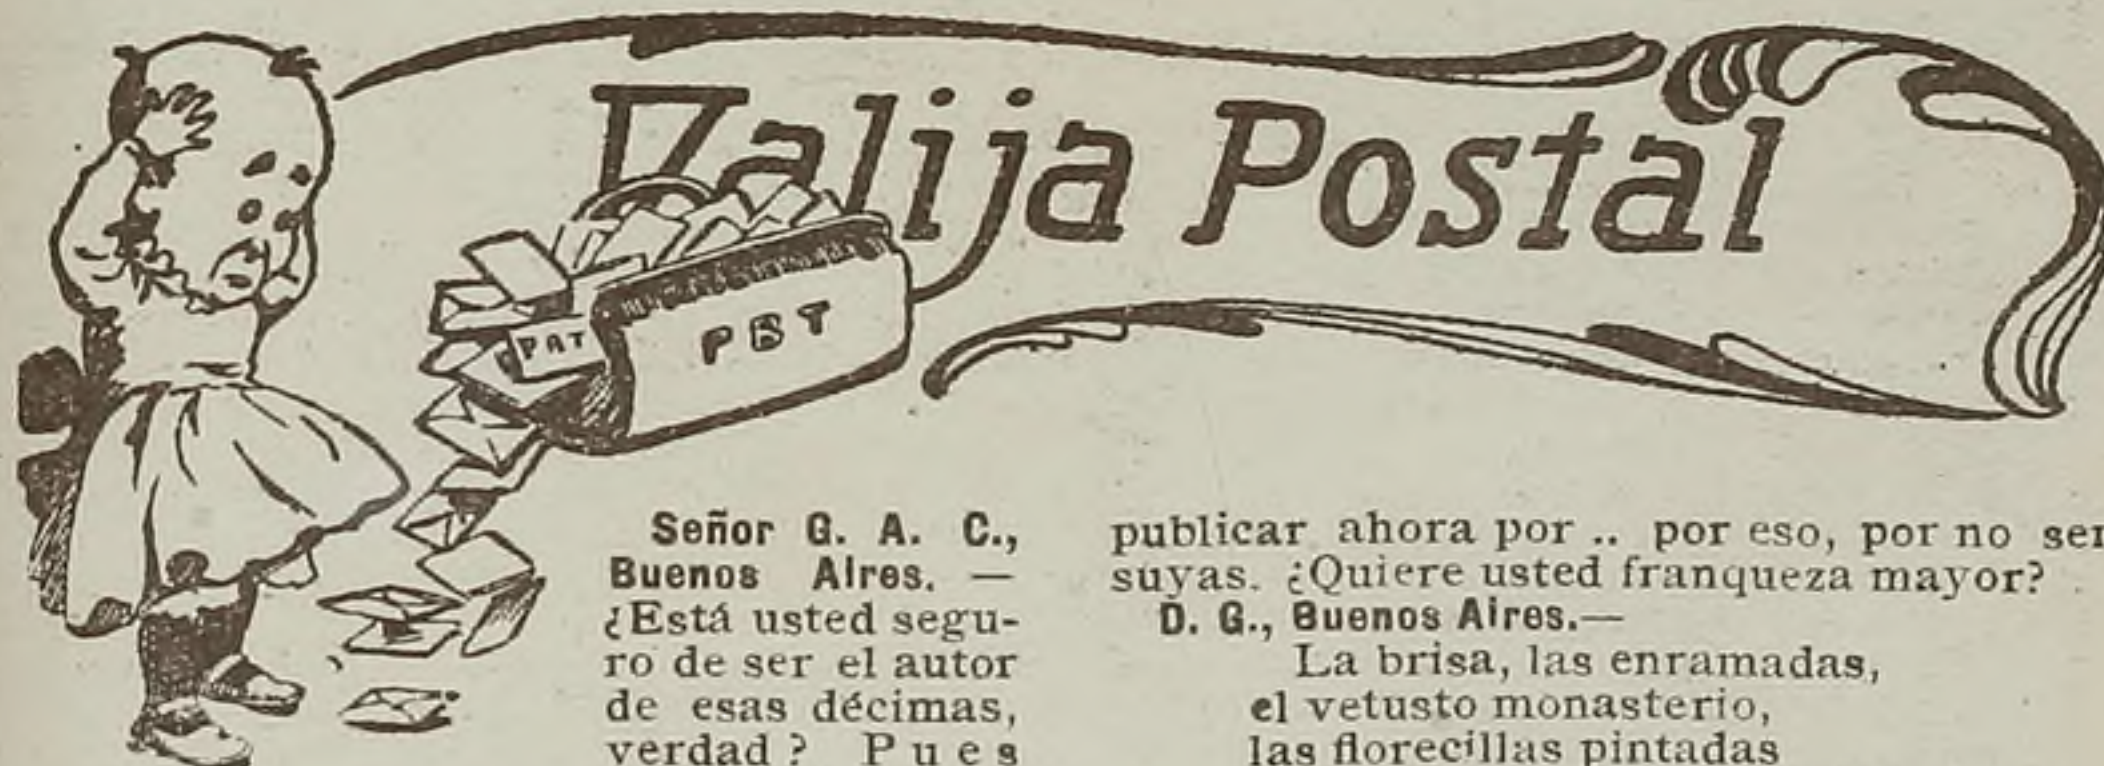 Valija Postal
PBT
PBT
Señor G. A. C.,
Buenos Aires. —
¿Está usted segu-
ro de ser el autor
de esas décimas,
verdad? Pues
publicar ahora por .. por eso, por no ser
suyas. ¿Quiere usted franqueza mayor?
D. G., Buenos Aires.—
La brisa, las enramadas,
el vetusto monasterio,
las florecillas pintadas